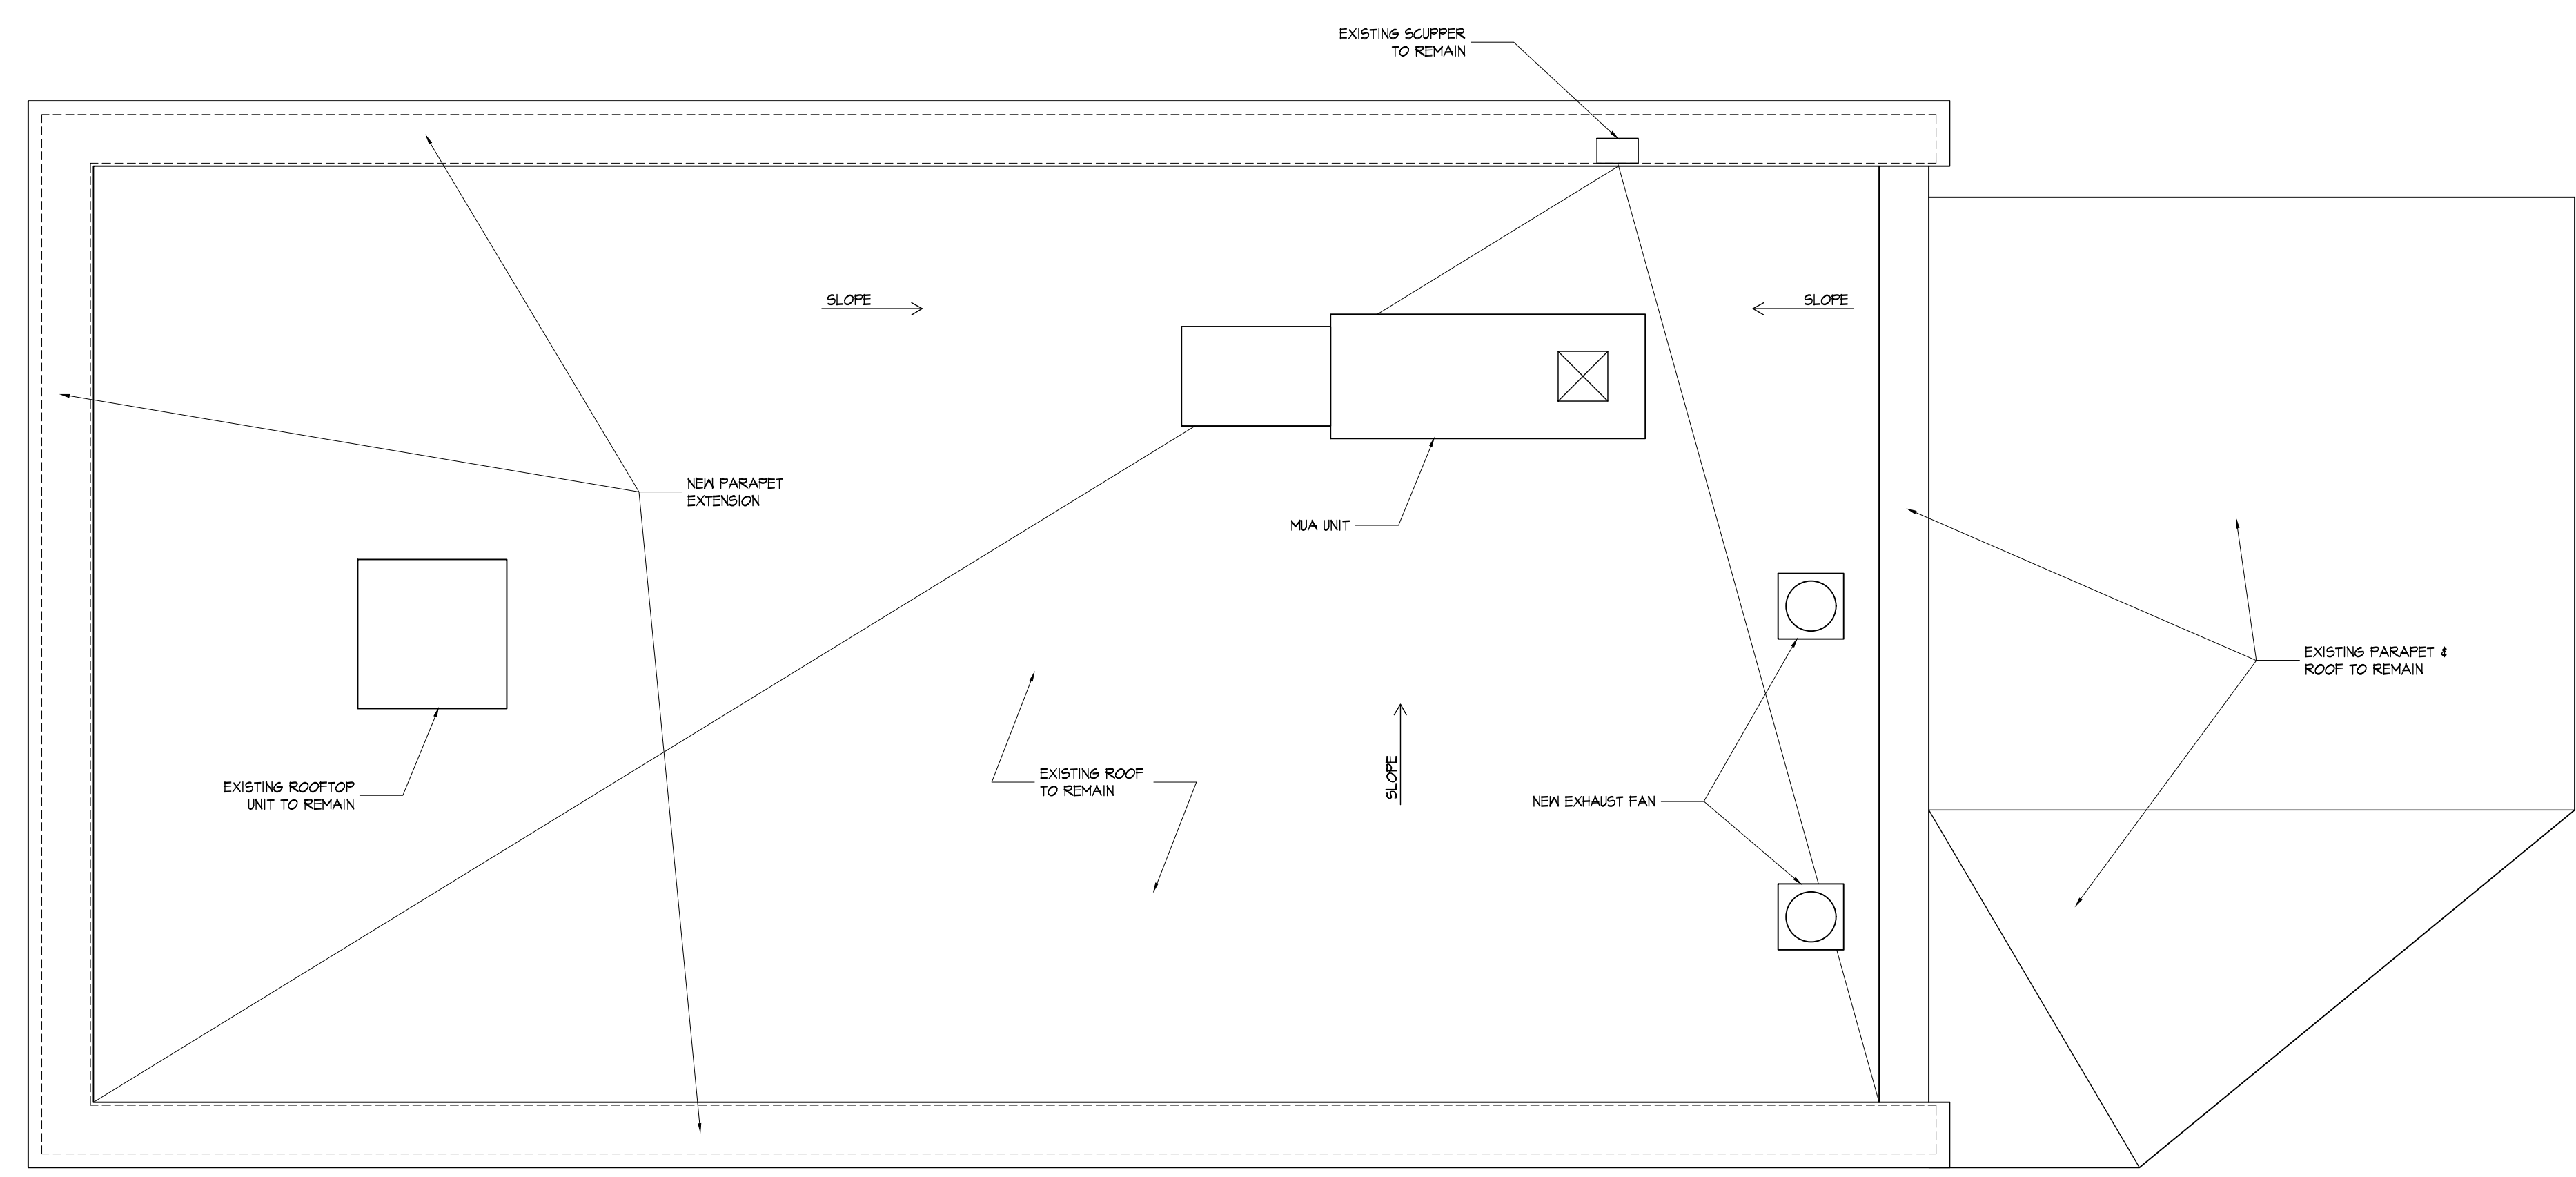 EXISTING SCUPPER
TO REMAIN
SLOPE
SLOPE
NEW PARAPET
EXTENSION
MUA UNIT
EXISTING PARAPET &
ROOF TO REMAIN
EXISTING ROOFTOP
UNIT TO REMAIN
EXISTING ROOF
TO REMAIN
SLOPE
NEW EXHAUST FAN